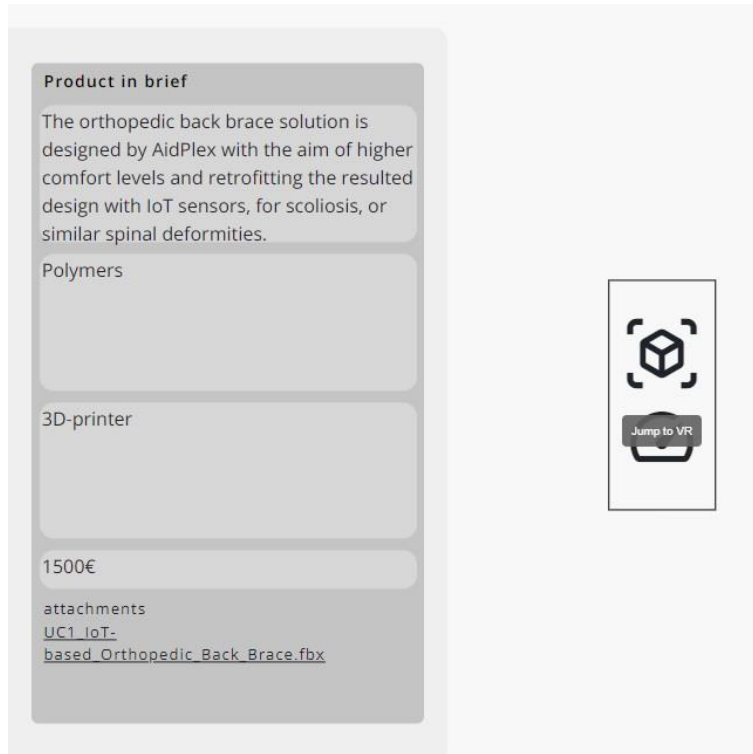 Product in brief
The orthopedic back brace solution is
designed by AidPlex with the aim of higher
comfort levels and retrofitting the resulted
design with IoT sensors, for scoliosis, or
similar spinal deformities.
Polymers
3D-printer
1500€
attachments
UC1_IoT-
based_Orthopedic_Back_Brace.fbx
Jump to VR